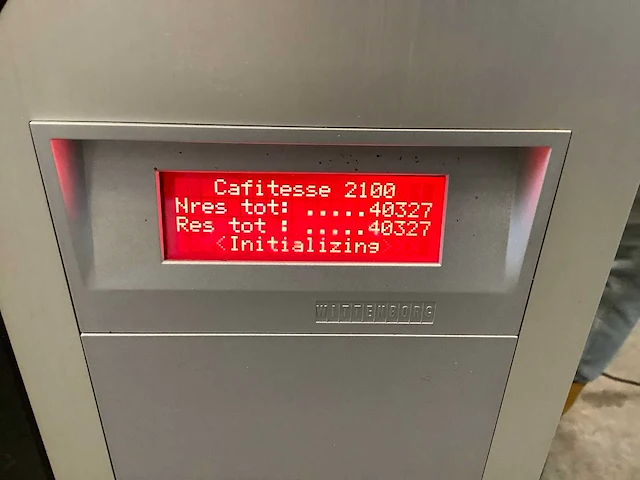 Cafitesse 2100
Nres tot: .....40327
Res tot : .....40327
<Initializing>
WITTENBORG